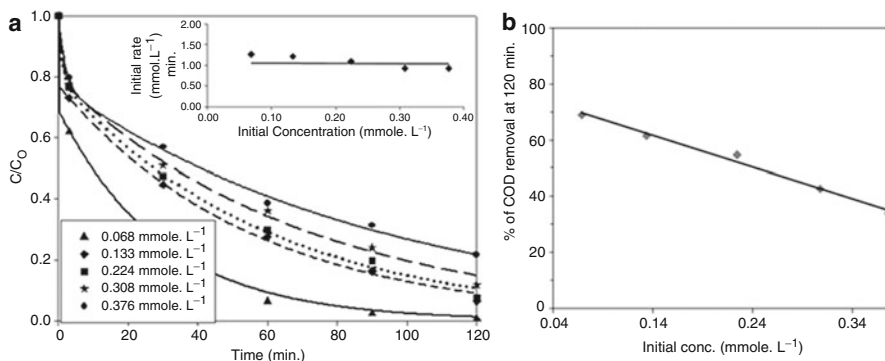 a
C/C_O
1.0
0.8
0.6
0.4
0.2
0.0
0
20
40
60
80
100
120
Time (min.)
0.068 mmole. L⁻¹
0.133 mmole. L⁻¹
0.224 mmole. L⁻¹
0.308 mmole. L⁻¹
0.376 mmole. L⁻¹
Initial rate
(mmol.L⁻¹
min.
2.00
1.50
1.00
0.50
0.00
0.00
0.10
0.20
0.30
0.40
Initial Concentration (mmole. L⁻¹)
b
% of COD removal at 120 min.
100
80
60
40
20
0
0.04
0.14
0.24
0.34
Initial conc. (mmole. L⁻¹)